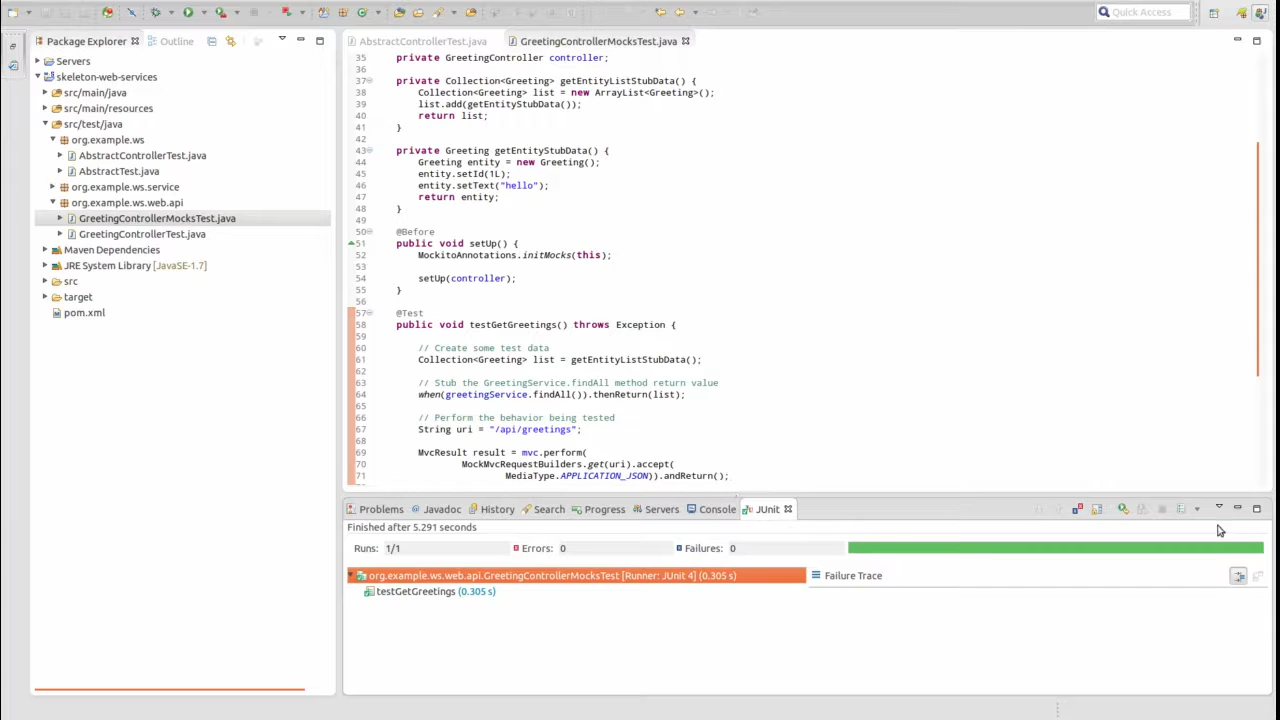 Quick Access
Package Explorer
Outline
Servers
skeleton-web-services
src/main/java
src/main/resources
src/test/java
org.example.ws
AbstractControllerTest.java
AbstractTest.java
org.example.ws.service
org.example.ws.web.api
GreetingControllerMocksTest.java
GreetingControllerTest.java
Maven Dependencies
JRE System Library [JavaSE-1.7]
src
target
pom.xml
AbstractControllerTest.java GreetingControllerMocksTest.java
35 private GreetingController controller;
36
37 private Collection<Greeting> getEntityListStubData() {
38 Collection<Greeting> list = new ArrayList<Greeting>();
39 list.add(getEntityStubData());
40 return list;
41 }
42
43 private Greeting getEntityStubData() {
44 Greeting entity = new Greeting();
45 entity.setId(1L);
46 entity.setText("hello");
47 return entity;
48 }
49
50 @Before
51 public void setUp() {
52 MockitoAnnotations.initMocks(this);
53
54 setUp(controller);
55 }
56
57 @Test
58 public void testGetGreetings() throws Exception {
59
60 // Create some test data
61 Collection<Greeting> list = getEntityListStubData();
62
63 // Stub the GreetingService.findAll method return value
64 when(greetingService.findAll()).thenReturn(list);
65
66 // Perform the behavior being tested
67 String uri = "/api/greetings";
68
69 MvcResult result = mvc.perform(
70 MockMvcRequestBuilders.get(uri).accept(
71 MediaType.APPLICATION_JSON)).andReturn();
Problems Javadoc History Search Progress Servers Console JUnit
Finished after 5.291 seconds
Runs: 1/1 Errors: 0 Failures: 0
org.example.ws.web.api.GreetingControllerMocksTest [Runner: JUnit 4] (0.305 s)
testGetGreetings (0.305 s)
Failure Trace